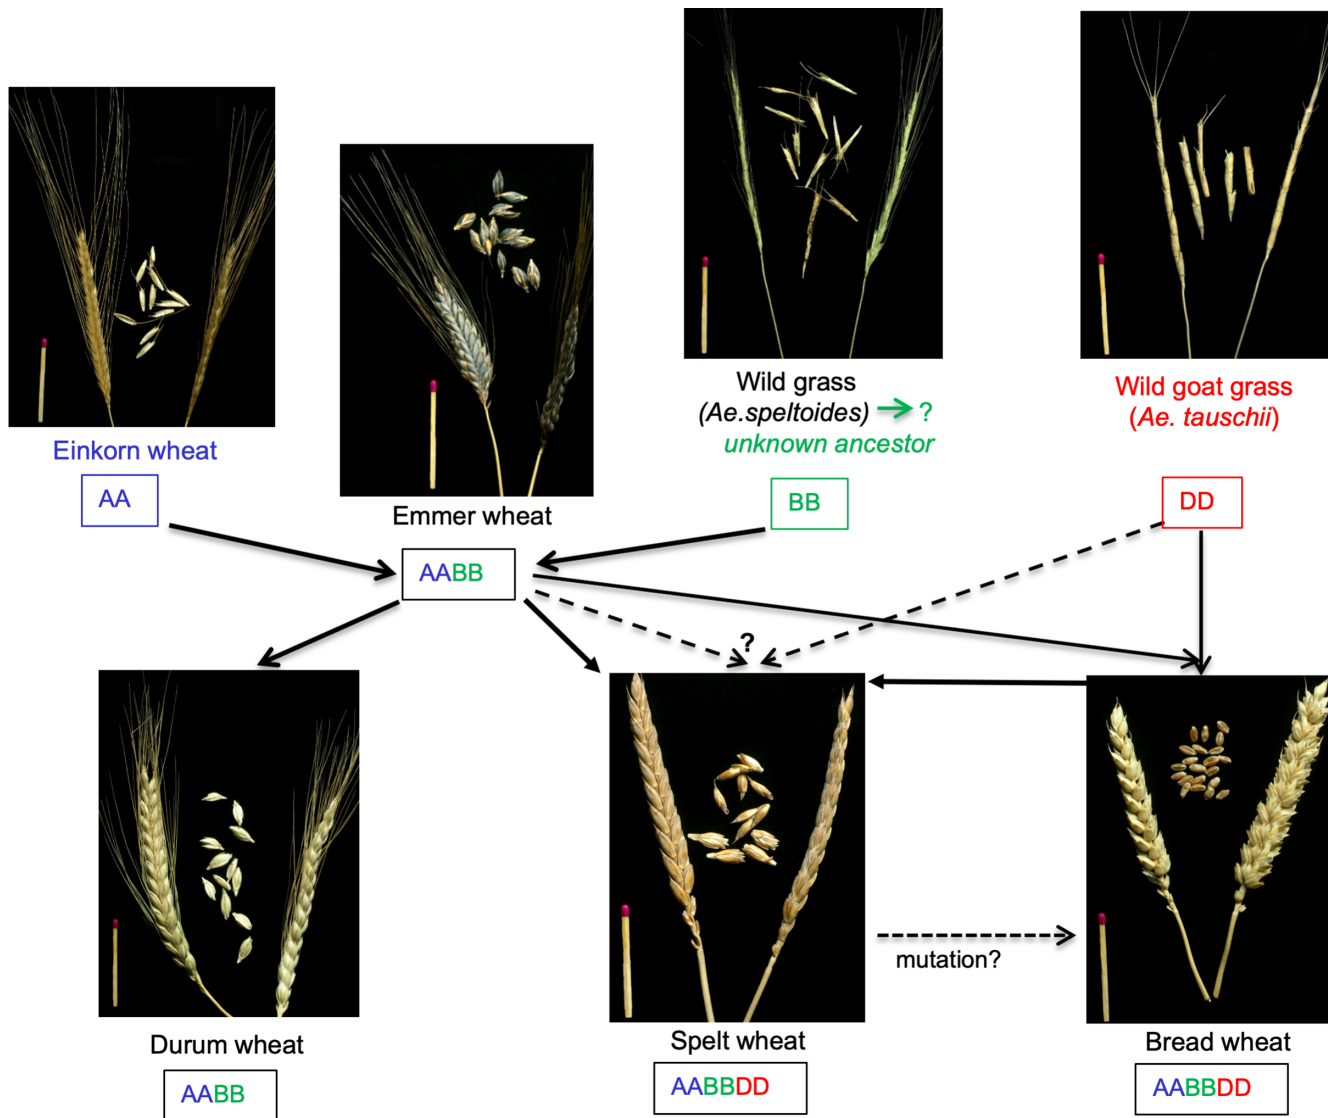 Einkorn wheat
AA
Emmer wheat
AABB
Wild grass
(Ae.speltoides) ?
unknown ancestor
BB
Wild goat grass
(Ae. tauschii)
DD
?
mutation?
Durum wheat
AABB
Spelt wheat
AABBDD
Bread wheat
AABBDD